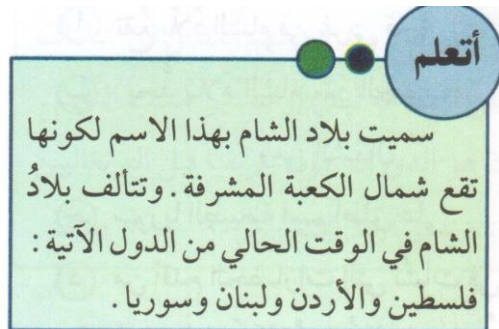 أتعلم
سميت بلاد الشام بهذا الاسم لكونها
تقع شمال الكعبة المشرفة . وتتألف بلادُ
الشام في الوقت الحالي من الدول الآتية :
فلسطين والأردن ولبنان وسوريا .